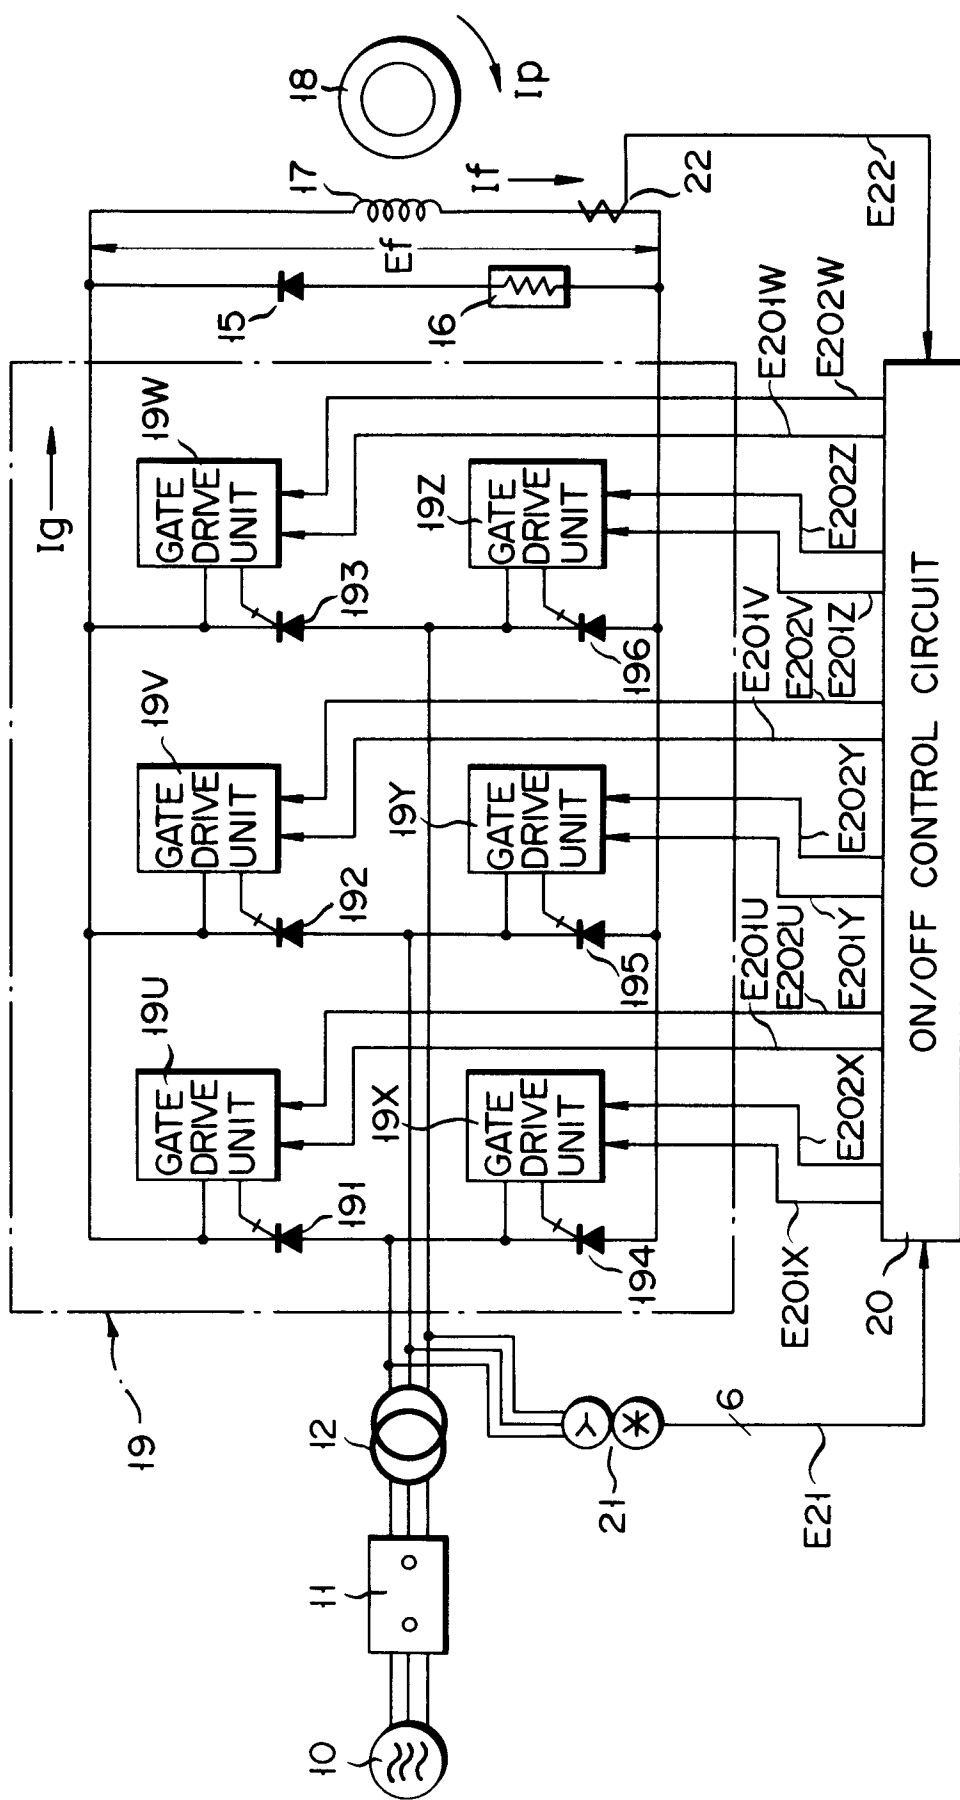 18
Ip
17
If
22
E22
Ef
15
16
Ig
19W
GATE
DRIVE
UNIT
193
19Z
GATE
DRIVE
UNIT
196
E201W
E202W
E202Z
E201Z
19V
GATE
DRIVE
UNIT
192
19Y
GATE
DRIVE
UNIT
195
E201V
E202V
E202Y
E201Y
19U
GATE
DRIVE
UNIT
191
19X
GATE
DRIVE
UNIT
194
E201U
E202U
E202X
E201X
ON/OFF CONTROL CIRCUIT
20
19
12
21
6
E21
11
10